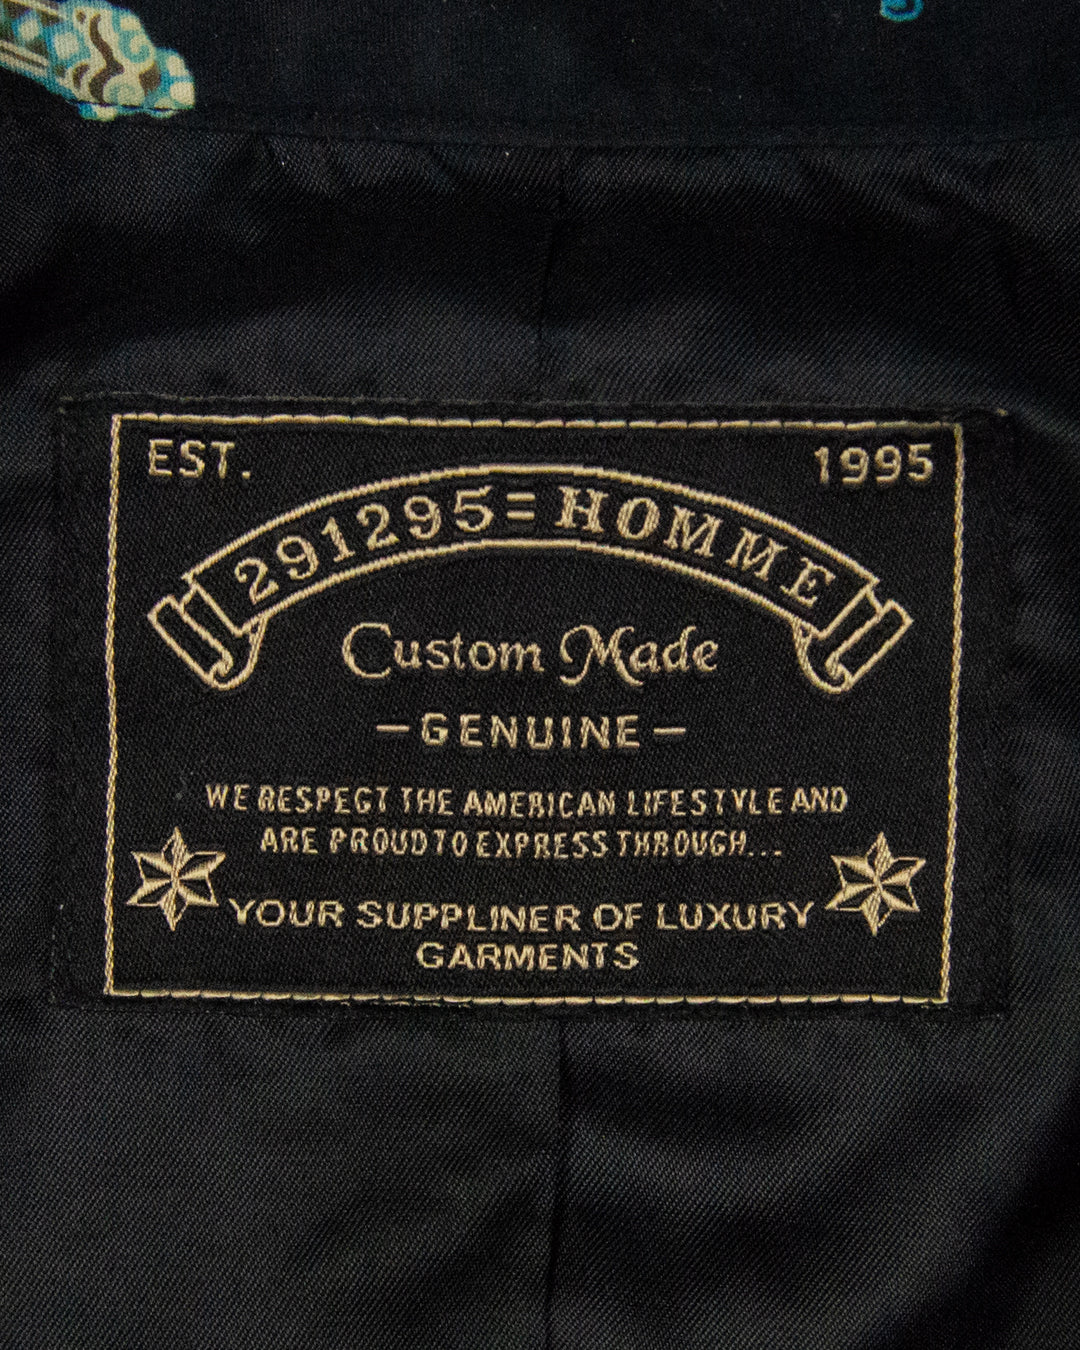 EST. 1995
291295=HOMME
Custom Made
-GENUINE-
WE RESPEGT THE AMERICAN LIFESTYLE AND
ARE PROUD TO EXPRESS THROUGH...
YOUR SUPPLINER OF LUXURY
GARMENTS